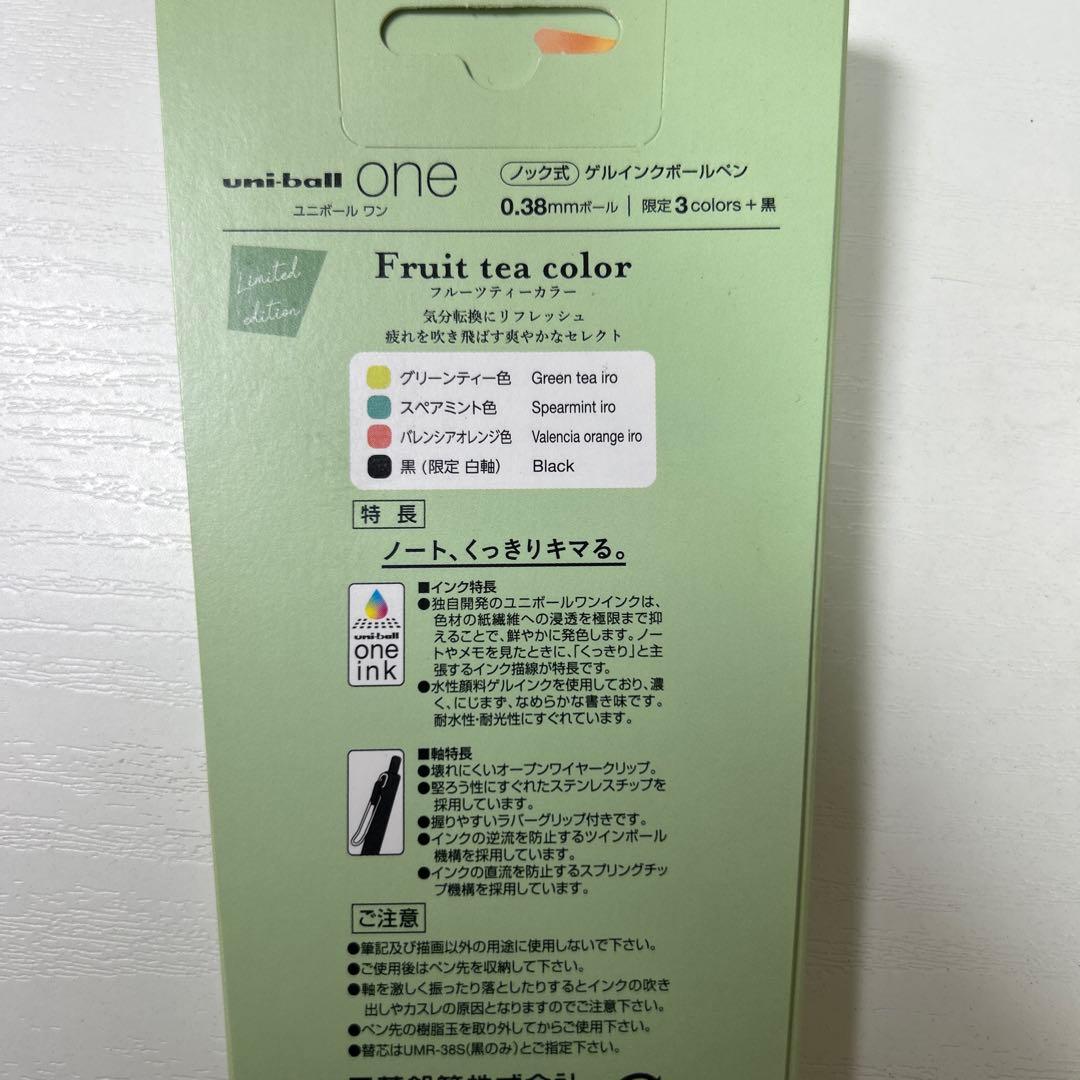 uni-ball one
ノック式 ゲルインクボールペン
ユニボール ワン
0.38mmボール | 限定3colors+黒
Limited
edition
Fruit tea color
フルーツティーカラー
気分転換にリフレッシュ
疲れを吹き飛ばす爽やかなセレクト
グリーンティー色 Green tea iro
スペアミント色 Spearmint iro
バレンシアオレンジ色 Valencia orange iro
黒(限定 白軸) Black
特長
ノート、くっきりキマる。
uni-ball
one
ink
■インク特長
●独自開発のユニボールワンインクは、
色材の紙繊維への浸透を極限まで抑
えることで、鮮やかに発色します。ノー
トやメモを見たときに、「くっきり」と主
張するインク描線が特長です。
●水性顔料ゲルインクを使用しており、濃
く、にじまず、なめらかな書き味です。
耐水性・耐光性にすぐれています。
■軸特長
●壊れにくいオープンワイヤークリップ。
●堅ろう性にすぐれたステンレスチップを
採用しています。
●握りやすいラバーグリップ付きです。
●インクの逆流を防止するツインボール
機構を採用しています。
●インクの直流を防止するスプリングチッ
プ機構を採用しています。
ご注意
●筆記及び描画以外の用途に使用しないで下さい。
●ご使用後はペン先を収納して下さい。
●軸を激しく振ったり落としたりするとインクの吹き
出しやカスレの原因となりますのでご注意下さい。
●ペン先の樹脂玉を取り外してからご使用下さい。
●替芯はUMR-38S(黒のみ)とご指定下さい。